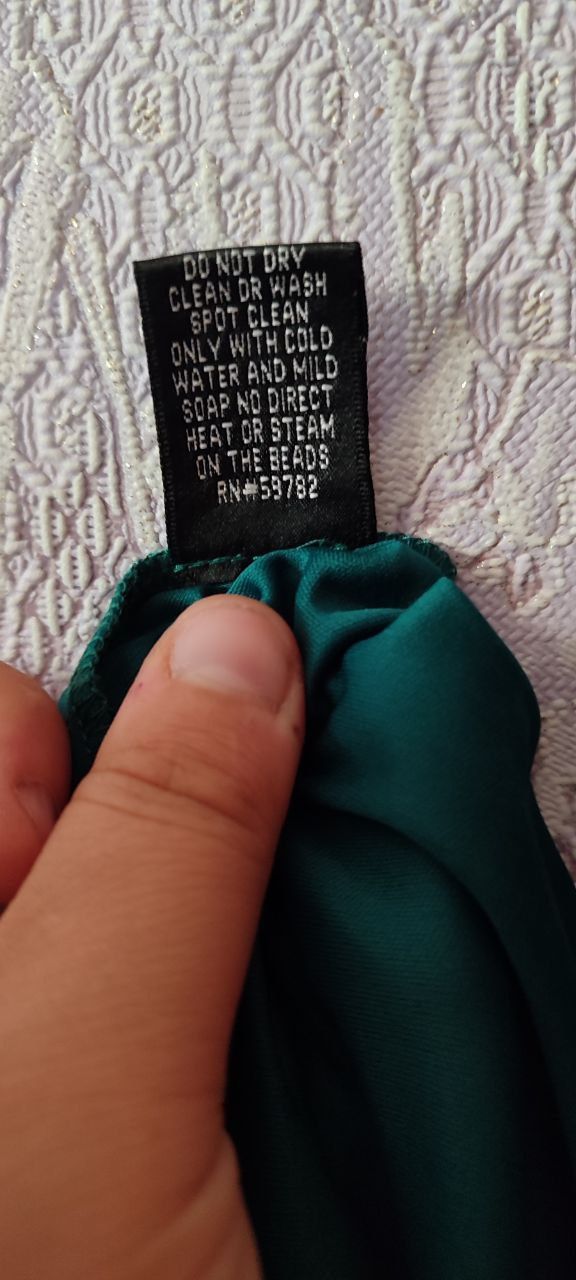 DO NOT DRY
CLEAN OR WASH
SPOT CLEAN
ONLY WITH COLD
WATER AND MILD
SOAP NO DIRECT
HEAT OR STEAM
ON THE BEADS
RN#59782